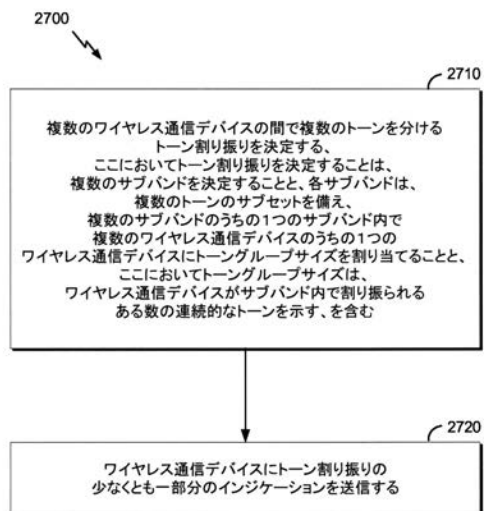 2700
2710
複数のワイヤレス通信デバイスの間で複数のトーンを分ける
トーン割り振りを決定する、
ここにおいてトーン割り振りを決定することは、
複数のサブバンドを決定することと、各サブバンドは、
複数のトーンのサブセットを備え、
複数のサブバンドのうちの1つのサブバンド内で
複数のワイヤレス通信デバイスのうちの1つの
ワイヤレス通信デバイスにトーングループサイズを割り当てることと、
ここにおいてトーングループサイズは、
ワイヤレス通信デバイスがサブバンド内で割り振られる
ある数の連続的なトーンを示す、を含む
2720
ワイヤレス通信デバイスにトーン割り振りの
少なくとも一部分のインジケーションを送信する